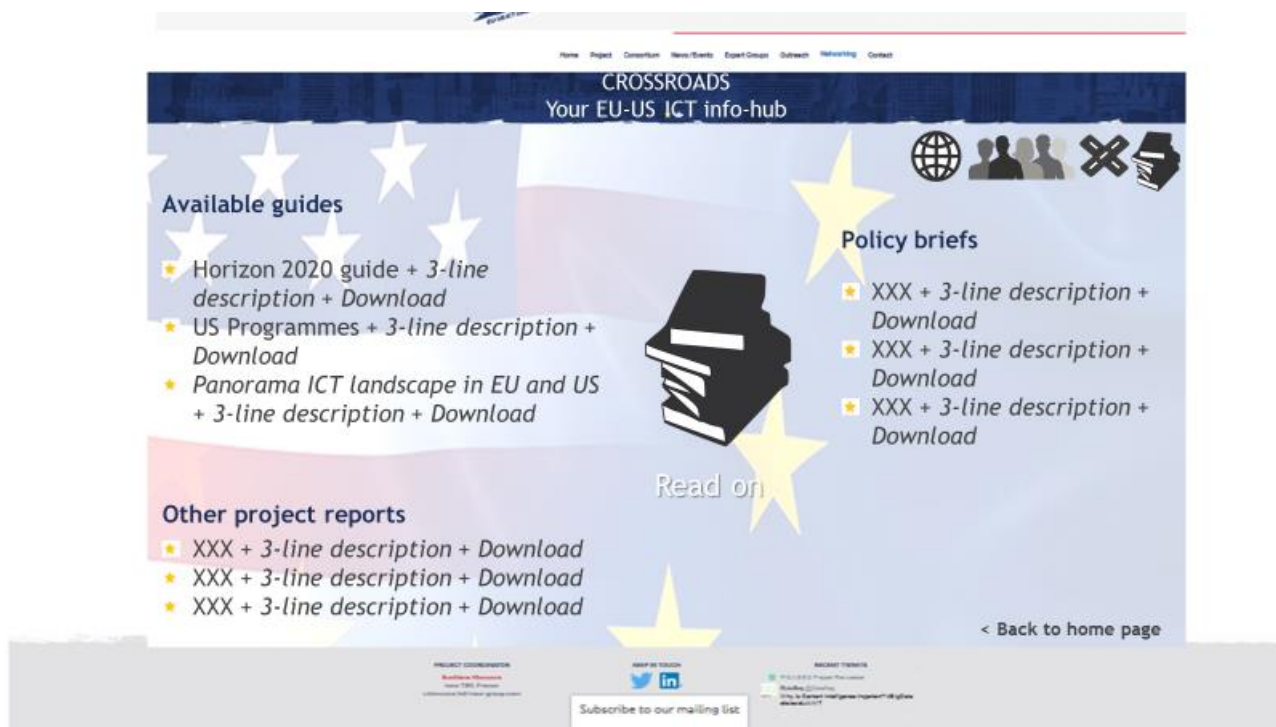 Home Project Consortium News/Events Expert Groups Outreach Networking Contact
CROSSROADS
Your EU-US ICT info-hub
Available guides
Horizon 2020 guide + 3-line
description + Download
US Programmes + 3-line description +
Download
Panorama ICT landscape in EU and US
+ 3-line description + Download
Policy briefs
XXX + 3-line description +
Download
XXX + 3-line description +
Download
XXX + 3-line description +
Download
Read on
Other project reports
XXX + 3-line description + Download
XXX + 3-line description + Download
XXX + 3-line description + Download
< Back to home page
PROJECT COORDINATOR
KEEP IN TOUCH
in
Subscribe to our mailing list
RECENT TWEETS